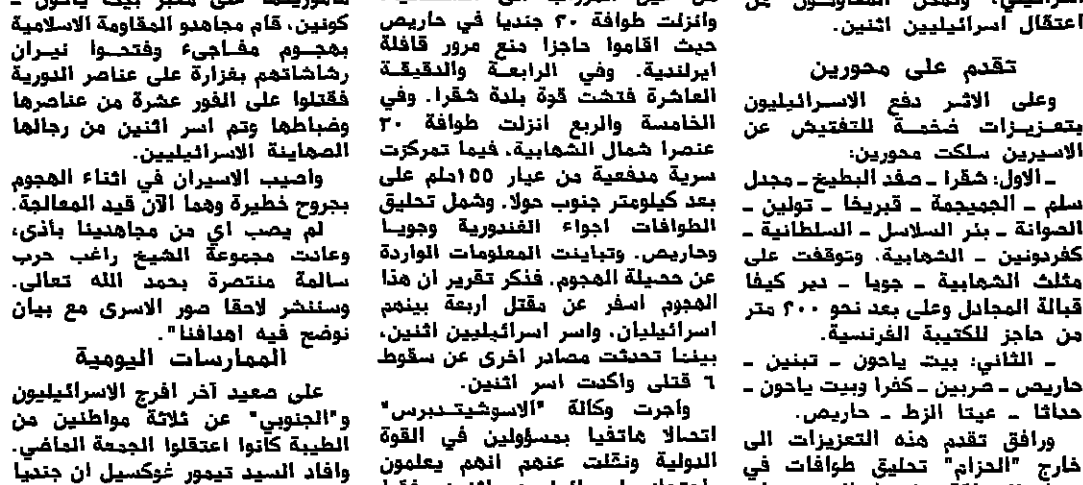 اعتقال اسرائيليين اثنين.
تقدم على محورين
وعلى الاثر دفع الاسرائيليون
بتعزيزات ضخمة للتفتيش عن
الاسيرين سلكت محورين:
ـ الاول: شقرا ـ صفد البطيخ ـ مجدل
سلم ـ الجميجمة ـ قبريخا ـ تولين ـ
الصوانة ـ بئر السلاسل ـ السلطانية ـ
كفردونين ـ الشهابية. وتوقفت على
مثلث الشهابية ـ جويا ـ دير كيفا
قبالة المجادل وعلى بعد نحو ٢٠٠ متر
من حاجز للكتيبة الفرنسية.
ـ الثاني: بيت ياحون ـ تبنين ـ
حاريص ـ صربين ـ كفرا وبيت ياحون ـ
حداثا ـ عيتا الزط ـ حاريص.
ورافق تقدم هذه التعزيزات الى
خارج "الحزام" تحليق طوافات في
وانزلت طوافة ٢٠ جنديا في حاريص
حيث اقاموا حاجزا منع مرور قافلة
ايرلندية. وفي الرابعة والدقيقة
العاشرة فتشت قوة بلدة شقرا. وفي
الخامسة والربع انزلت طوافة ٣٠
عنصرا شمال الشهابية، فيما تمركزت
سرية مدفعية من عيار ١٥٥ملم على
بعد كيلومتر جنوب حولا. وشمل تحليق
الطوافات اجواء الغندورية وجويا
وحاريص. وتباينت المعلومات الواردة
عن حصيلة الهجوم. فذكر تقرير ان هذا
الهجوم اسفر عن مقتل اربعة بينهم
اسرائيليان، واسر اسرائيليين اثنين،
بينما تحدثت مصادر اخرى عن سقوط
٦ قتلى واكدت اسر اثنين.
وأجرت وكالة "الاسوشيتدبرس"
اتصالا هاتفيا بمسؤولين في القوة
الدولية ونقلت عنهم انهم يعلمون
كونين، قام مجاهدو المقاومة الاسلامية
بهجوم مفاجىء وفتحوا نيران
رشاشاتهم بغزارة على عناصر الدورية
فقتلوا على الفور عشرة من عناصرها
وضباطها وتم اسر اثنين من رجالها
الصهاينة الاسرائيليين.
واصيب الاسيران في اثناء الهجوم
بجروح خطيرة وهما الآن قيد المعالجة.
لم يصب اي من مجاهدينا بأذى،
وعادت مجموعة الشيخ راغب حرب
سالمة منتصرة بحمد الله تعالى.
وسننشر لاحقا صور الاسرى مع بيان
نوضح فيه اهدافنا".
الممارسات اليومية
على صعيد آخر افرج الاسرائيليون
و"الجنوبي" عن ثلاثة مواطنين من
الطيبة كانوا اعتقلوا الجمعة الماضي.
وافاد السيد تيمور غوكسيل ان جنديا